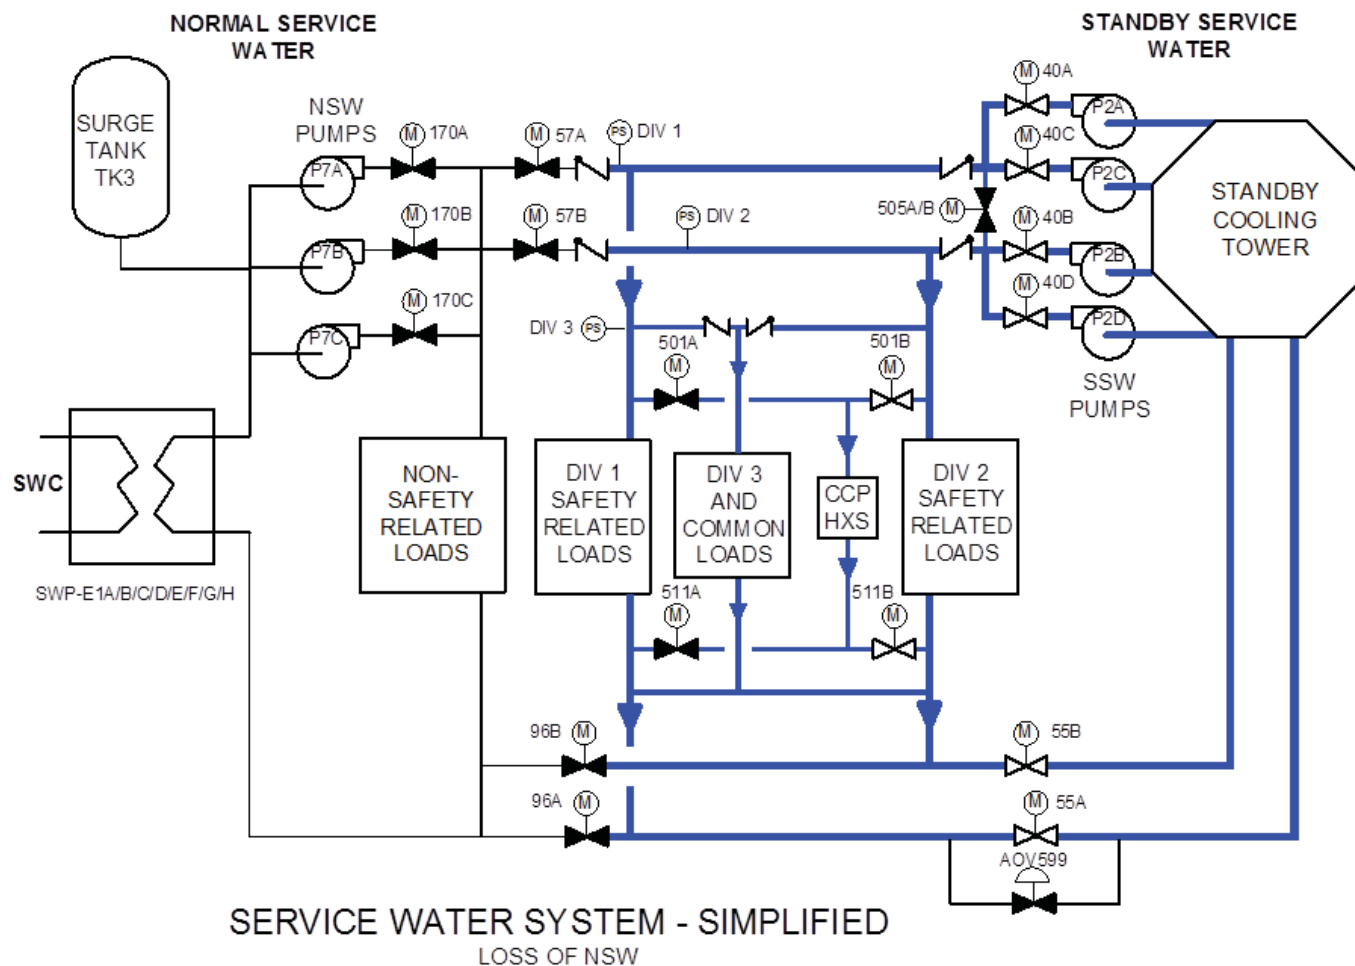 NORMAL SERVICE
WATER
STANDBY SERVICE
WATER
SURGE
TANK
TK3
NSW
PUMPS
P7A
M
170A
M
57A
PS
DIV 1
M
40A
P2A
M
40C
P2C
P7B
M
170B
M
57B
PS
DIV 2
505A/B
M
M
40B
P2B
STANDBY
COOLING
TOWER
P7C
M
170C
DIV 3
PS
M
40D
P2D
501A
M
501B
M
SSW
PUMPS
SWC
SWP-E1A/B/C/D/E/F/G/H
NON-
SAFETY
RELATED
LOADS
DIV 1
SAFETY
RELATED
LOADS
DIV 3
AND
COMMON
LOADS
CCP
HXS
DIV 2
SAFETY
RELATED
LOADS
511A
M
511B
M
96B
M
M
55B
96A
M
M
55A
AOV599
SERVICE WATER SYSTEM - SIMPLIFIED
LOSS OF NSW